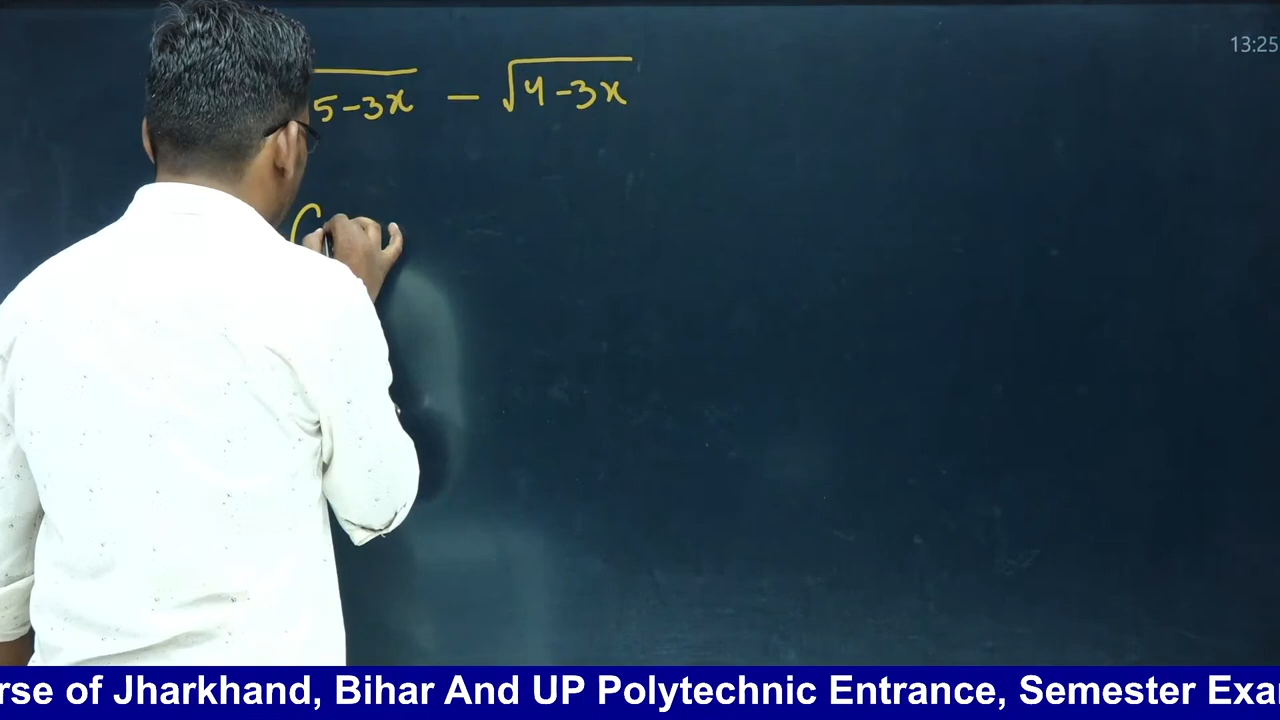 13:25
√5-3x - √4-3x
(
rse of Jharkhand, Bihar And UP Polytechnic Entrance, Semester Exa